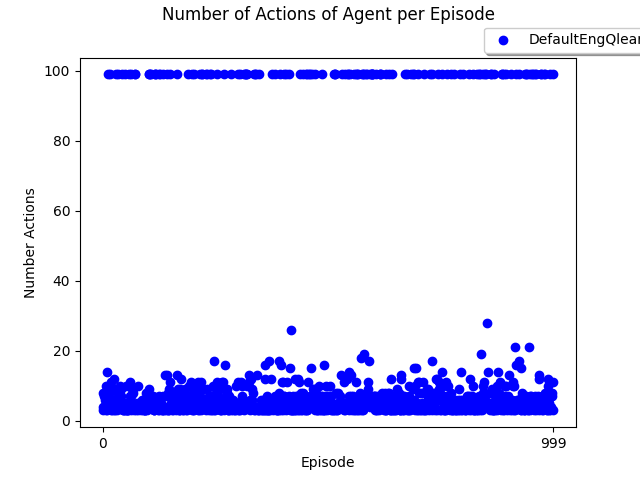 Number of Actions of Agent per Episode
DefaultEngQlear
100
80
60
40
20
0
Number Actions
0
999
Episode